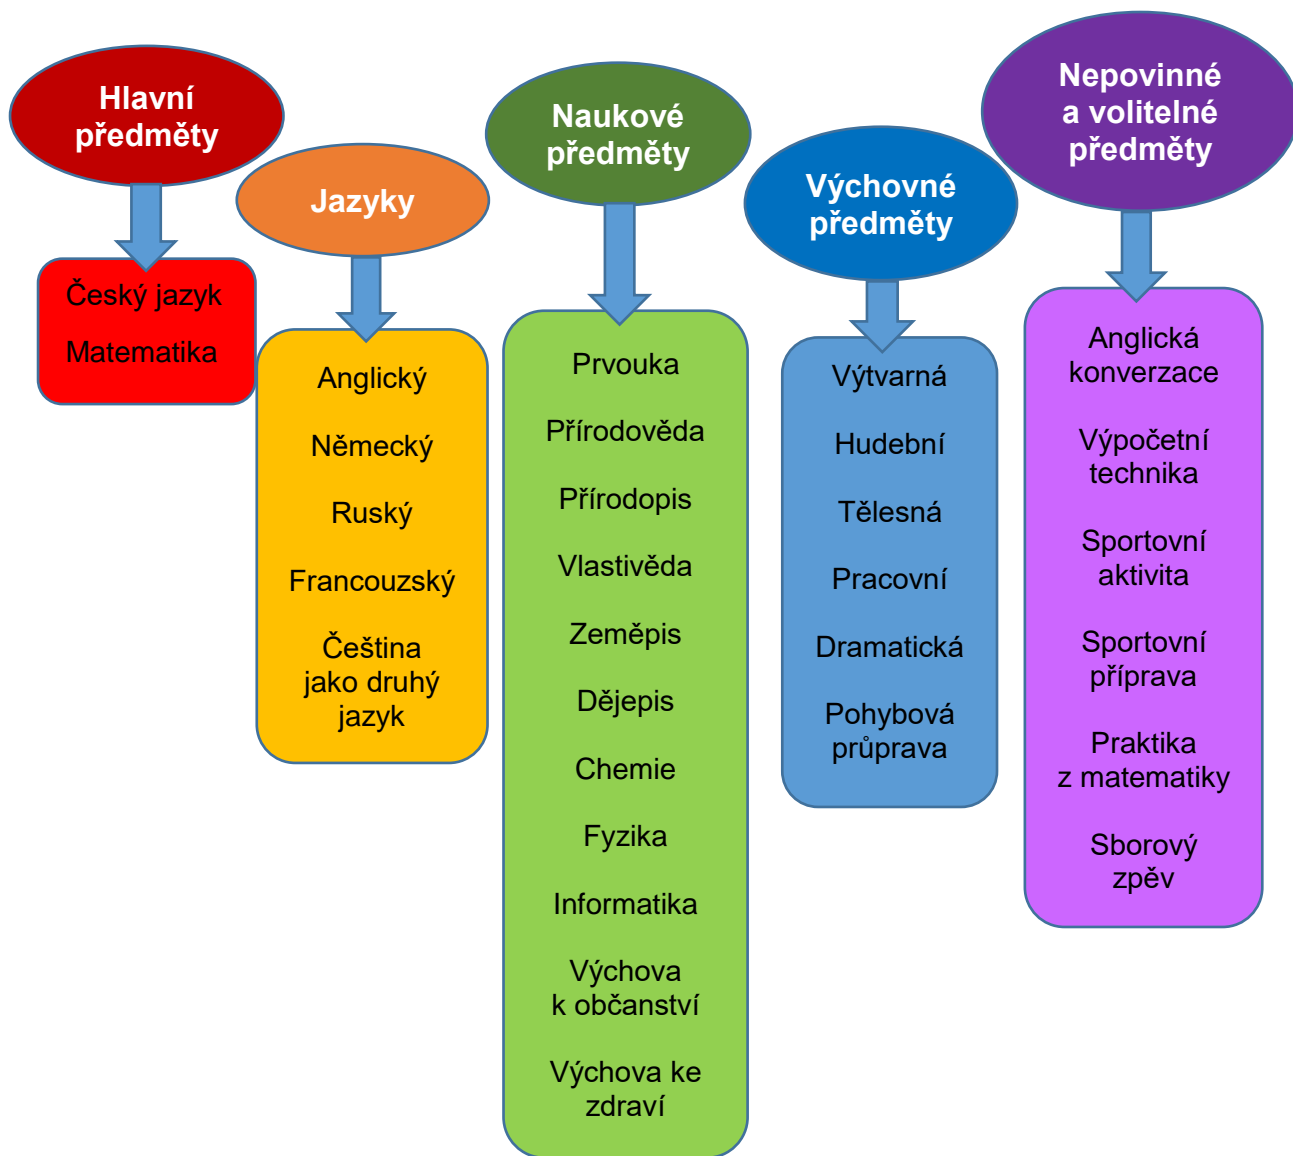 Hlavní
předměty
Český jazyk
Matematika
Jazyky
Anglický
Německý
Ruský
Francouzský
Čeština
jako druhý
jazyk
Naukové
předměty
Prvouka
Přírodověda
Přírodopis
Vlastivěda
Zeměpis
Dějepis
Chemie
Fyzika
Informatika
Výchova
k občanství
Výchova ke
zdraví
Výchovné
předměty
Výtvarná
Hudební
Tělesná
Pracovní
Dramatická
Pohybová
průprava
Nepovinné
a volitelné
předměty
Anglická
konverzace
Výpočetní
technika
Sportovní
aktivita
Sportovní
příprava
Praktika
z matematiky
Sborový
zpěv